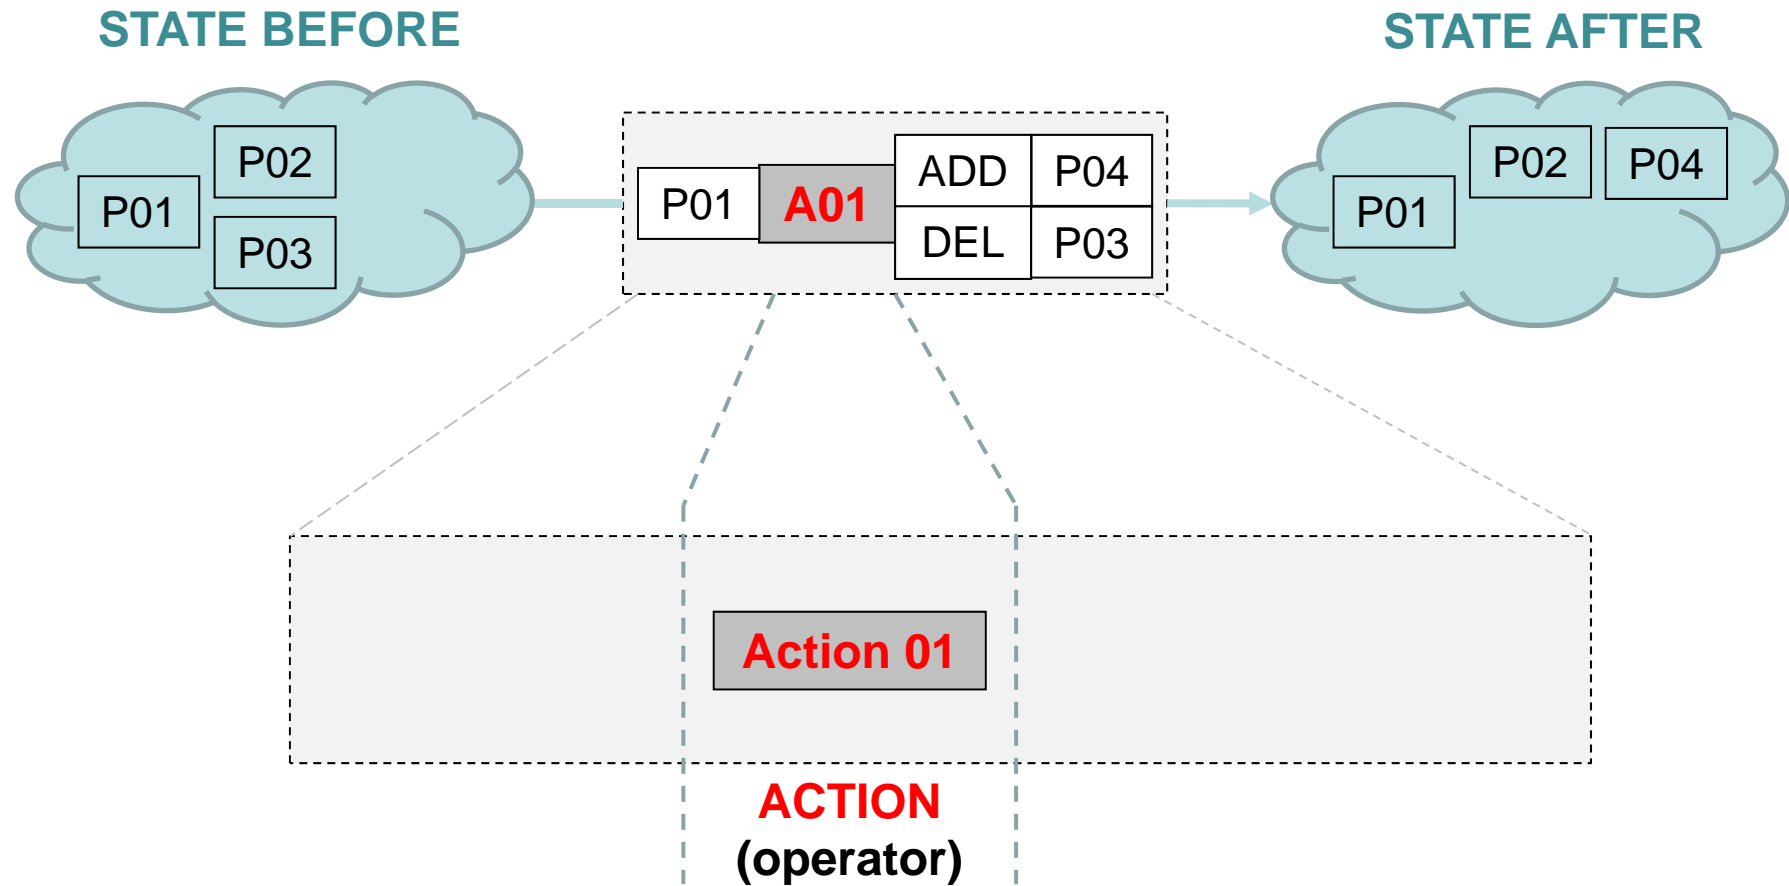 STATE BEFORE
STATE AFTER
P01
P02
P03
P01
A01
ADD
P04
DEL
P03
P01
P02
P04
Action 01
ACTION
(operator)